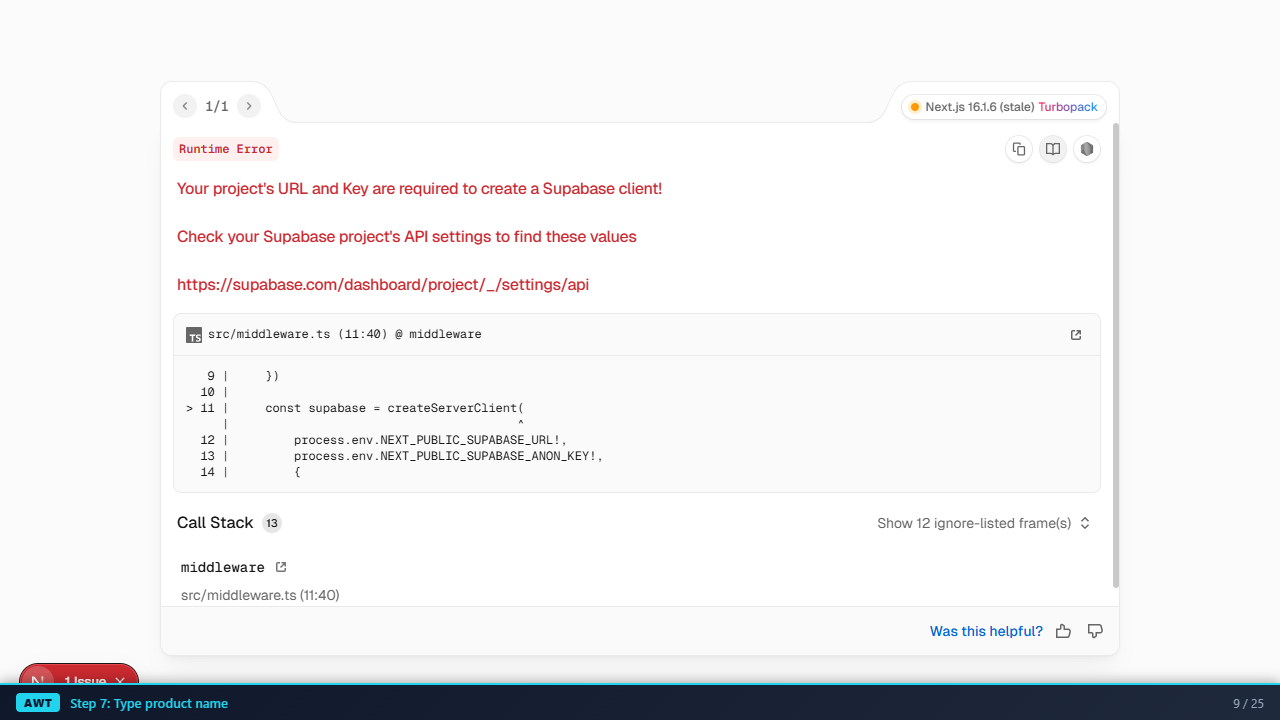 1/1
Next.js 16.1.6 (stale) Turbopack
Runtime Error
Your project's URL and Key are required to create a Supabase client!
Check your Supabase project's API settings to find these values
https://supabase.com/dashboard/project/_/settings/api
TS src/middleware.ts (11:40) @ middleware
9 | })
10 |
> 11 | const supabase = createServerClient(
| ^
12 | process.env.NEXT_PUBLIC_SUPABASE_URL!,
13 | process.env.NEXT_PUBLIC_SUPABASE_ANON_KEY!,
14 | {
Call Stack 13
Show 12 ignore-listed frame(s)
middleware
src/middleware.ts (11:40)
Was this helpful?
N 1 Issue
AWT Step 7: Type product name
9 / 25